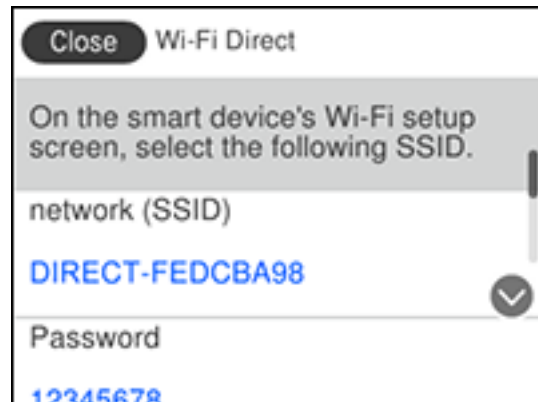 Close Wi-Fi Direct
On the smart device's Wi-Fi setup
screen, select the following SSID.
network (SSID)
DIRECT-FEDCBA98
Password
12345678